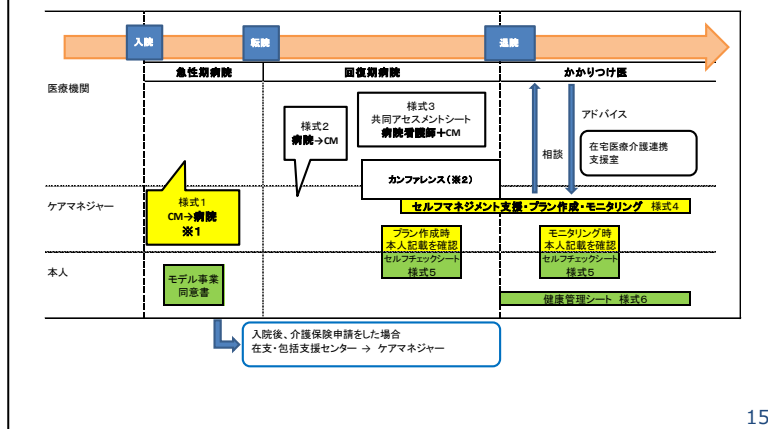 入院
転院
退院
急性期病院
回復期病院
かかりつけ医
医療機関
様式2
病院→CM
様式3
共同アセスメントシート
病院看護師+CM
カンファレンス(※2)
相談
アドバイス
在宅医療介護連携
支援室
ケアマネジャー
様式1
CM→病院
※1
セルフマネジメント支援・プラン作成・モニタリング 様式4
プラン作成時
本人記載を確認
モニタリング時
本人記載を確認
本人
モデル事業
同意書
セルフチェックシート
様式5
セルフチェックシート
様式5
健康管理シート 様式6
入院後、介護保険申請をした場合
在支・包括支援センター → ケアマネジャー
15